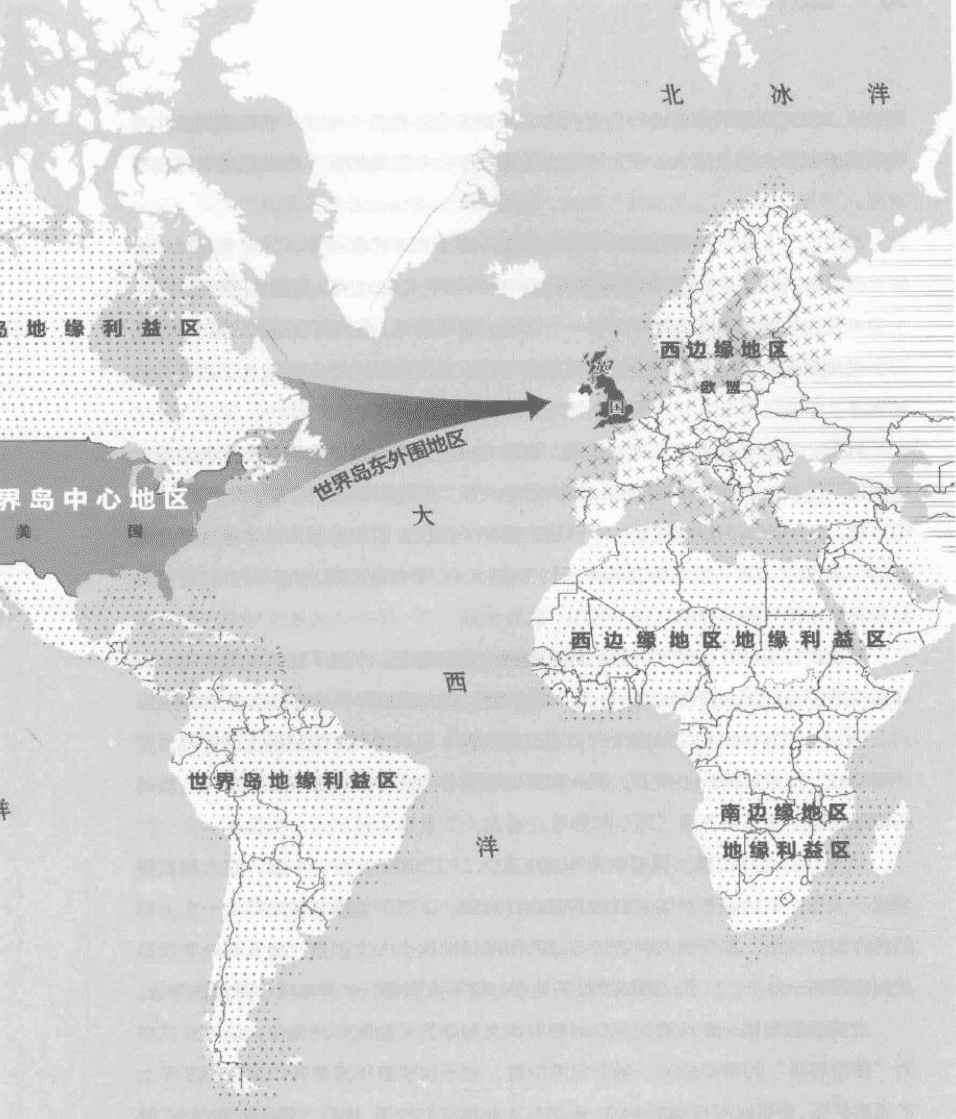 北冰洋
岛地缘利益区
西边缘地区
欧盟
英国
世界岛东外围地区
界岛中心地区
美国
大西洋
西边缘地区地缘利益区
世界岛地缘利益区
南边缘地区
地缘利益区
洋